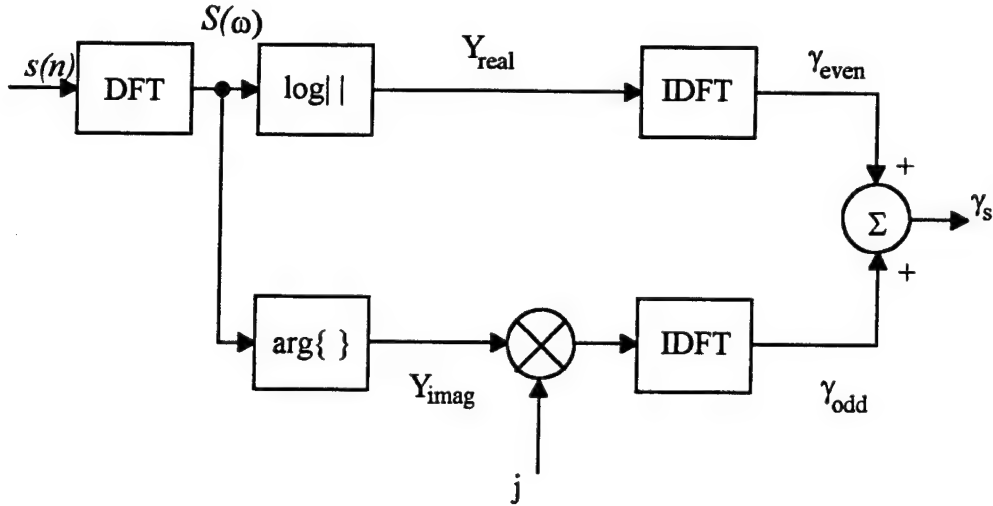 S(ω)
s(n)
DFT
log| |
Y_real
IDFT
γ_even
+
Σ
γ_s
+
arg{ }
Y_imag
IDFT
γ_odd
j